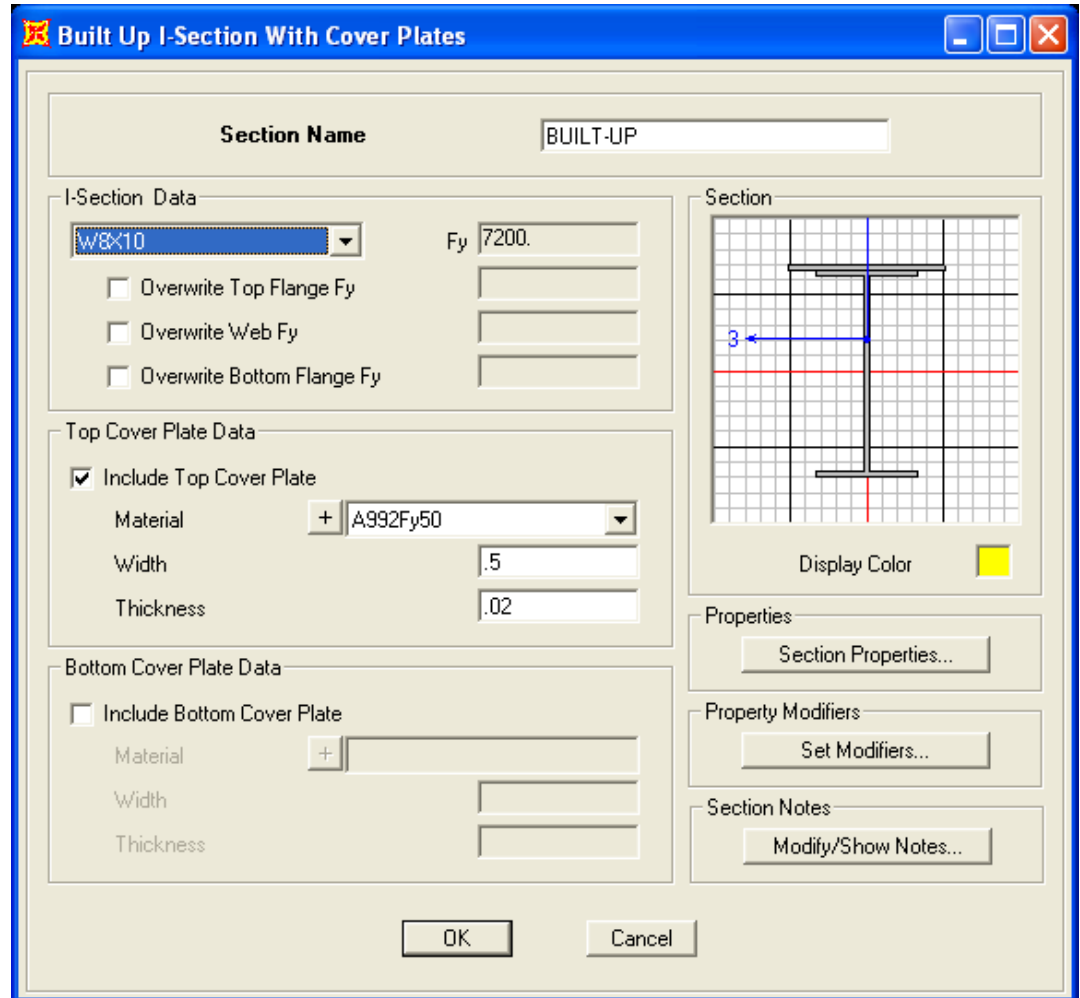 Built Up I-Section With Cover Plates
Section Name BUILT-UP
I-Section Data
W8X10 Fy 7200.
Overwrite Top Flange Fy
Overwrite Web Fy
Overwrite Bottom Flange Fy
Top Cover Plate Data
Include Top Cover Plate
Material + A992Fy50
Width .5
Thickness .02
Bottom Cover Plate Data
Include Bottom Cover Plate
Material +
Width
Thickness
Section
3
Display Color
Properties
Section Properties...
Property Modifiers
Set Modifiers...
Section Notes
Modify/Show Notes...
OK Cancel